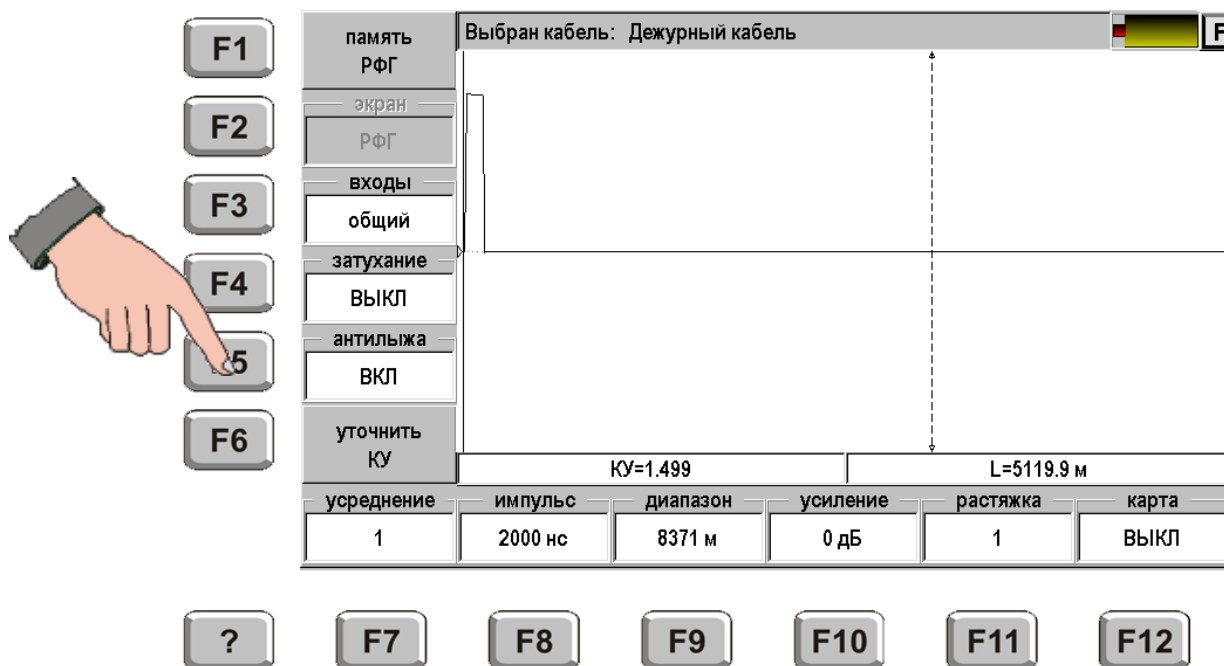 F1
память
РФГ
Выбран кабель: Дежурный кабель
F
F2
экран
РФГ
F3
входы
общий
F4
затухание
ВЫКЛ
5
антилыжа
ВКЛ
F6
уточнить
КУ
КУ=1.499
L=5119.9 м
усреднение
импульс
диапазон
усиление
растяжка
карта
1
2000 нс
8371 м
0 дБ
1
ВЫКЛ
?
F7
F8
F9
F10
F11
F12